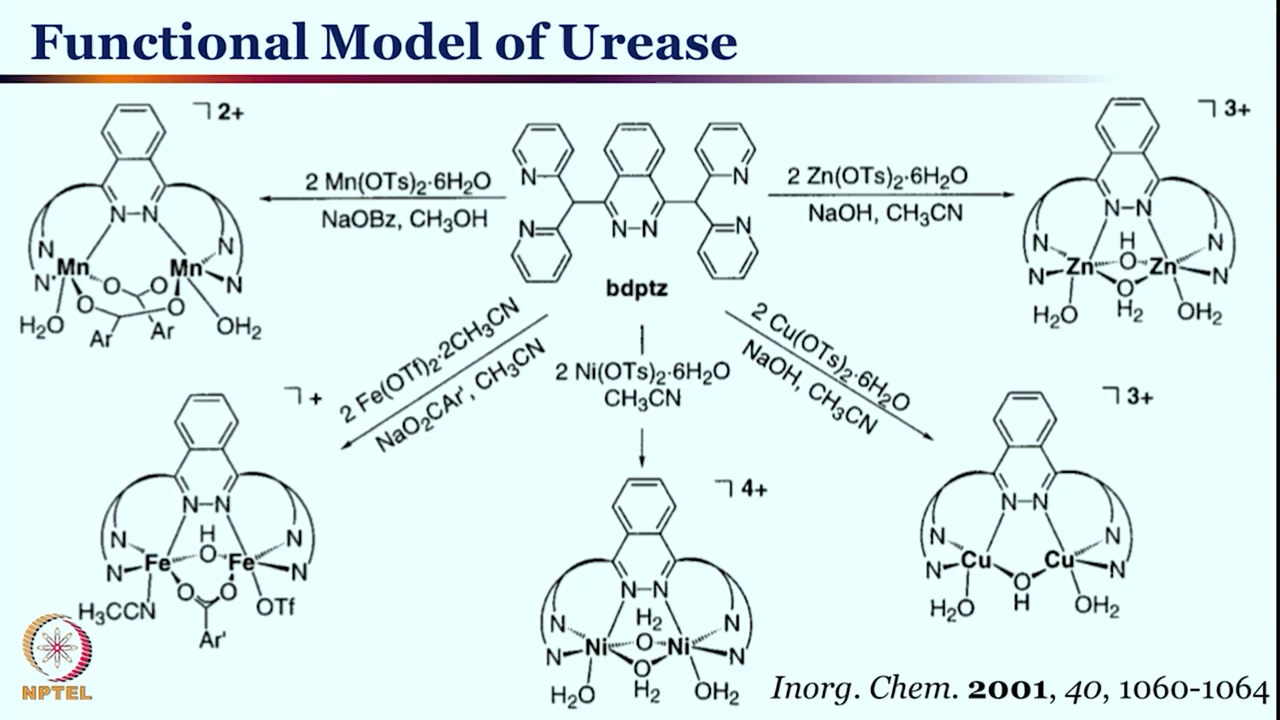 Functional Model of Urease
2+
N–N
N
N
Mn
Mn
N
N
O
O
O
O
H₂O
Ar
Ar
OH₂
2 Mn(OTs)₂·6H₂O
NaOBz, CH₃OH
N
N
N
N
N–N
bdptz
2 Zn(OTs)₂·6H₂O
NaOH, CH₃CN
3+
N–N
N
N
H
O
Zn
Zn
N
N
O
H₂
H₂O
OH₂
2 Fe(OTf)₂·2CH₃CN
NaO₂CAr', CH₃CN
2 Ni(OTs)₂·6H₂O
CH₃CN
2 Cu(OTs)₂·6H₂O
NaOH, CH₃CN
+
N–N
N
N
H
O
Fe
Fe
N
N
O
O
H₃CCN
OTf
Ar'
4+
N–N
N
N
H₂
O
Ni
Ni
N
N
O
H₂
H₂O
OH₂
3+
N–N
N
N
Cu
Cu
N
N
O
H
H₂O
OH₂
NPTEL
Inorg. Chem. 2001, 40, 1060-1064